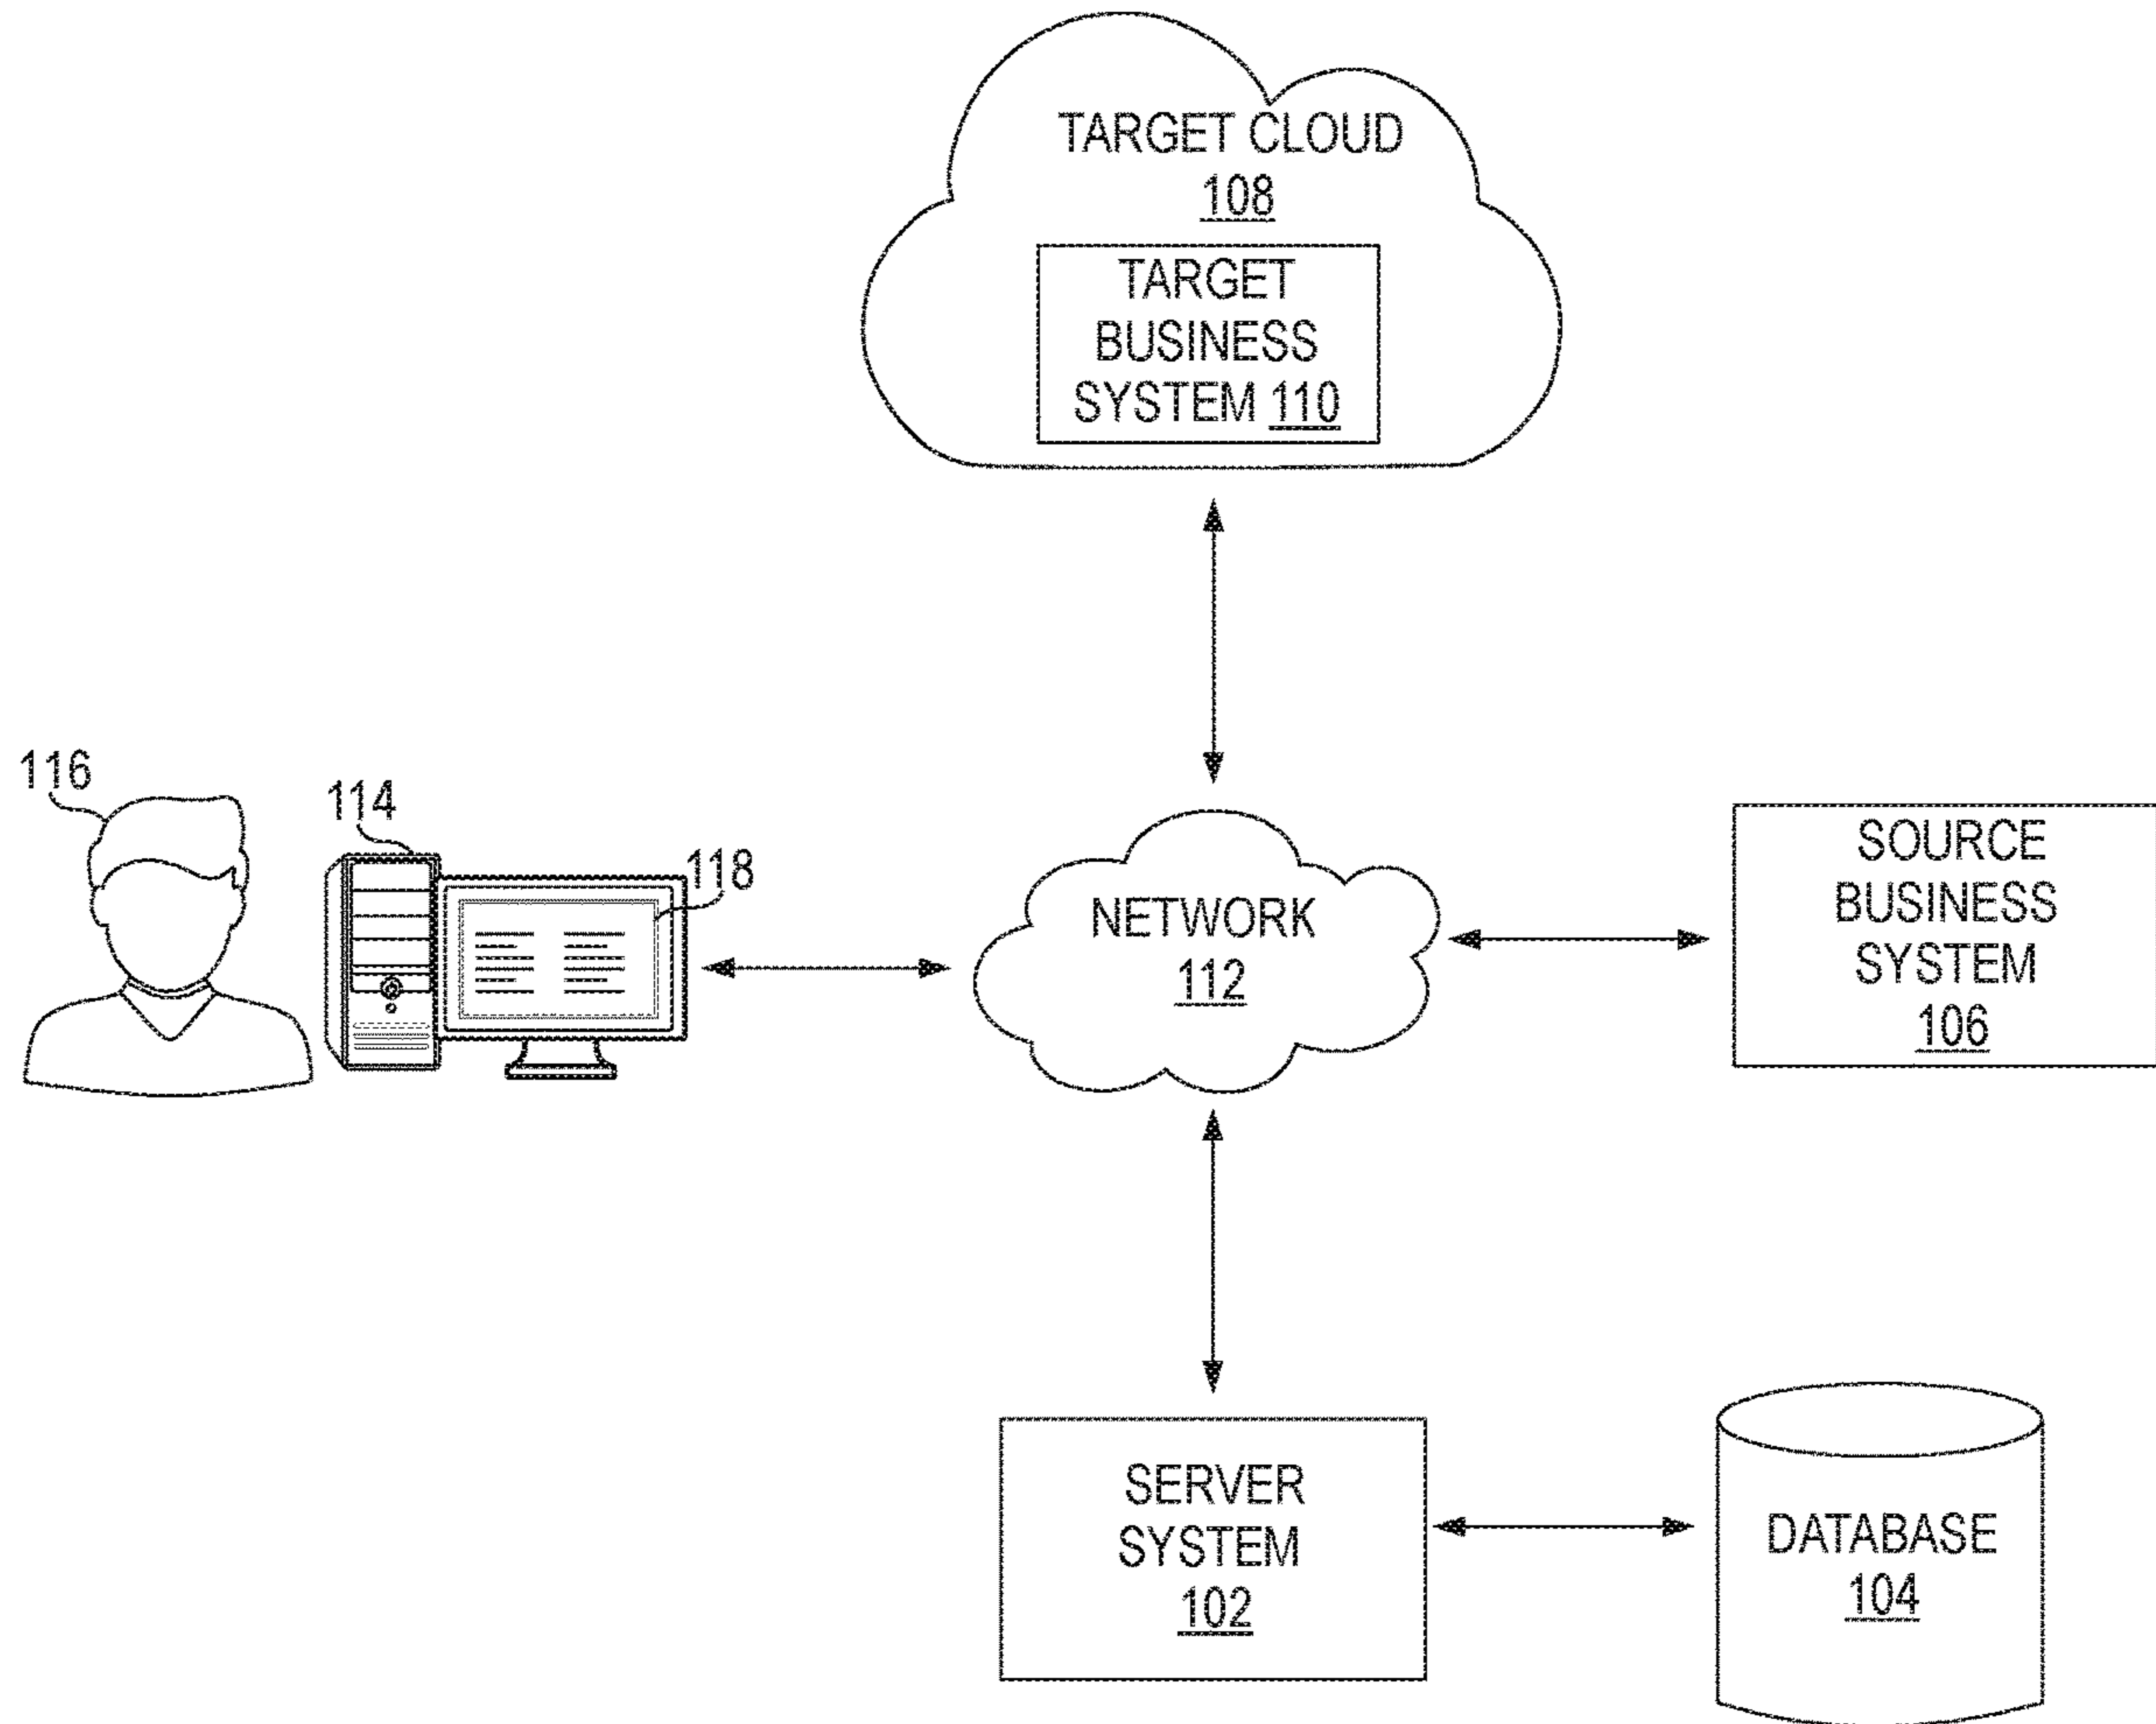 TARGET CLOUD
108
TARGET
BUSINESS
SYSTEM 110
116
114
118
NETWORK
112
SOURCE
BUSINESS
SYSTEM
106
SERVER
SYSTEM
102
DATABASE
104